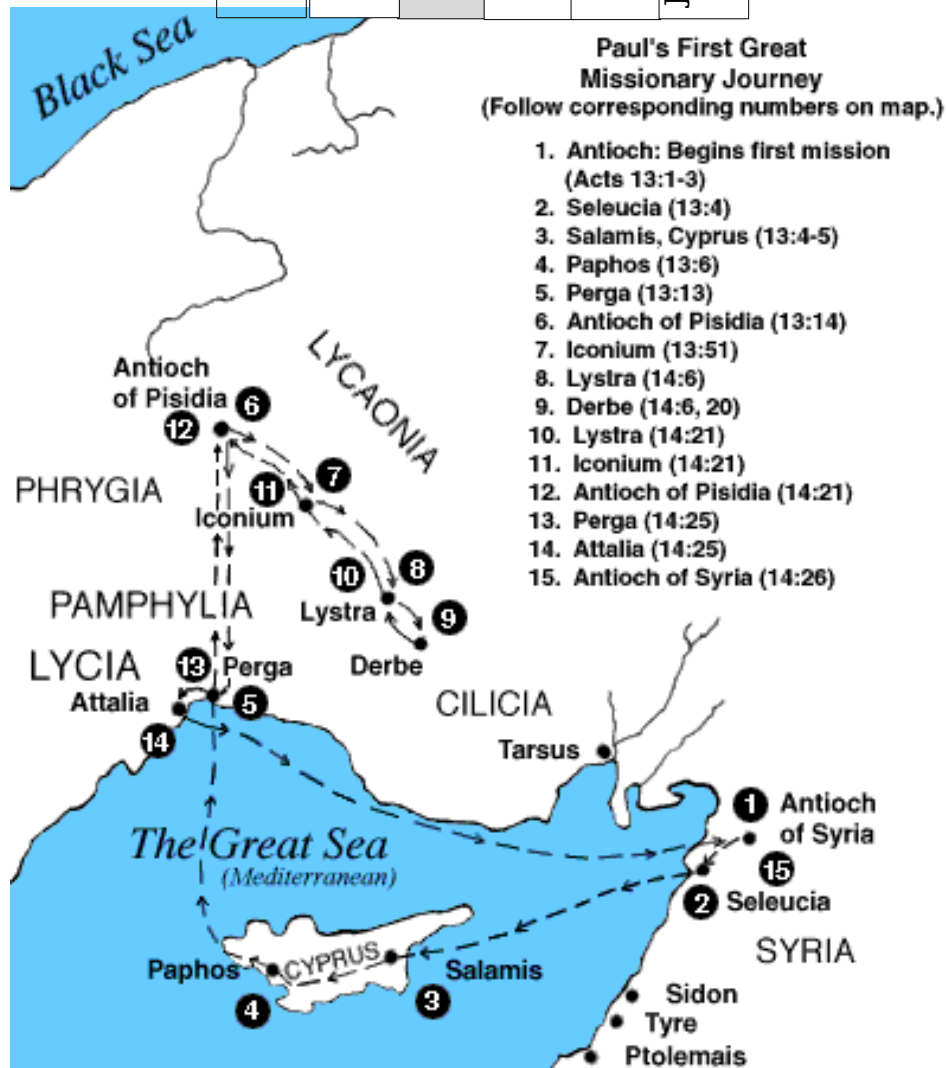 J
Black Sea
Paul's First Great
Missionary Journey
(Follow corresponding numbers on map.)
1. Antioch: Begins first mission
(Acts 13:1-3)
2. Seleucia (13:4)
3. Salamis, Cyprus (13:4-5)
4. Paphos (13:6)
5. Perga (13:13)
6. Antioch of Pisidia (13:14)
7. Iconium (13:51)
8. Lystra (14:6)
9. Derbe (14:6, 20)
10. Lystra (14:21)
11. Iconium (14:21)
12. Antioch of Pisidia (14:21)
13. Perga (14:25)
14. Attalia (14:25)
15. Antioch of Syria (14:26)
LYCAONIA
Antioch
of Pisidia
6
12
PHRYGIA
7
11
Iconium
8
10
PAMPHYLIA
Lystra
9
Derbe
LYCIA
13
Perga
Attalia
5
14
CILICIA
Tarsus
1
Antioch
of Syria
15
The Great Sea
(Mediterranean)
2
Seleucia
SYRIA
Paphos
CYPRUS
Salamis
4
3
Sidon
Tyre
Ptolemais